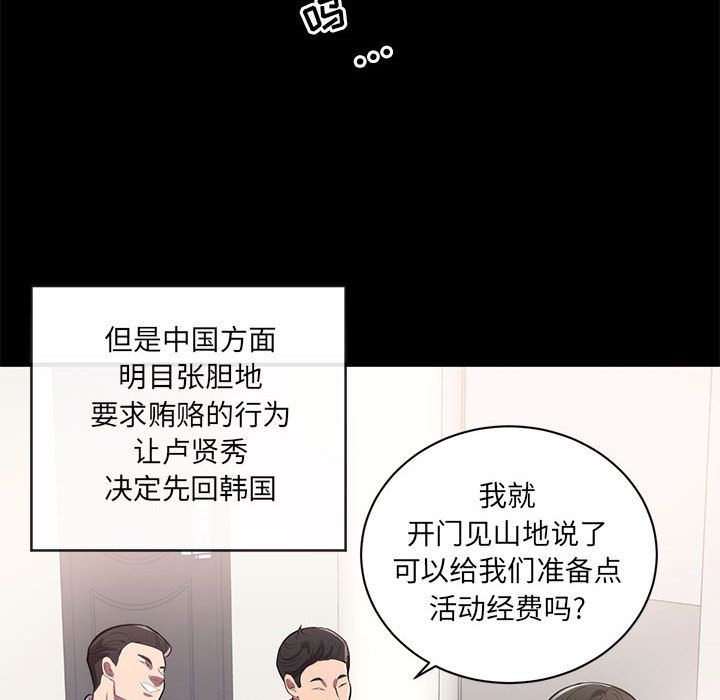 吗
。。。
但是中国方面
明目张胆地
要求贿赂的行为
让卢贤秀
决定先回韩国
我就
开门见山地说了
可以给我们准备点
活动经费吗?